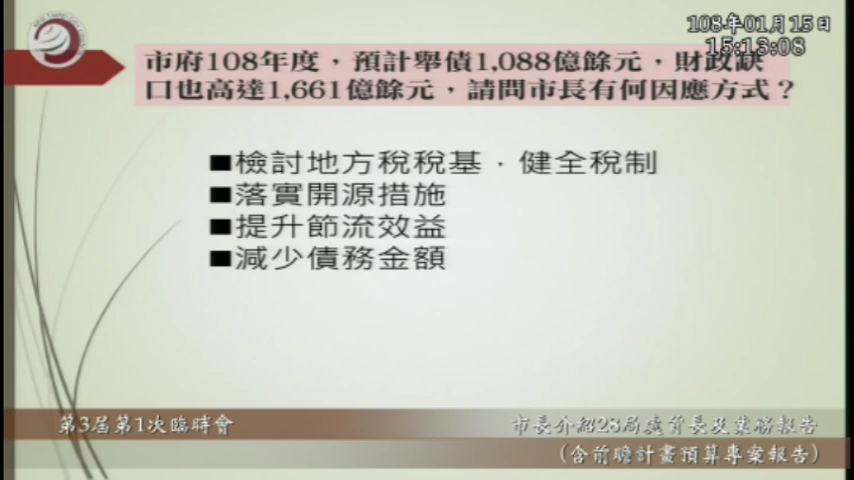 108年01月15日
15:13:08
市府108年度，預計舉債1,088億餘元，財政缺
口也高達1,661億餘元，請問市長有何因應方式？
■檢討地方稅稅基，健全稅制
■落實開源措施
■提升節流效益
■減少債務金額
第3屆第1次臨時會
市長介紹28局處首長及業務報告
（含前瞻計畫預算專案報告）